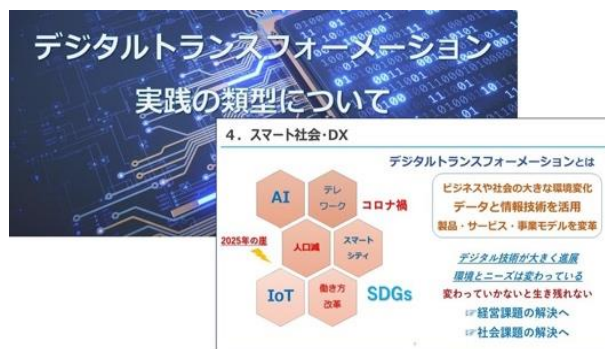 デジタルトランスフォーメーション
実践の類型について
4．スマート社会・DX
デジタルトランスフォーメーションとは
AI
テレ
ワーク
コロナ禍
ビジネスや社会の大きな環境変化
データと情報技術を活用
製品・サービス・事業モデルを変革
2025年の崖
人口減
スマート
シティ
デジタル技術が大きく進展
環境とニーズは変わっている
変わっていかないと生き残れない
IoT
働き方
改革
SDGs
☞経営課題の解決へ
☞社会課題の解決へ